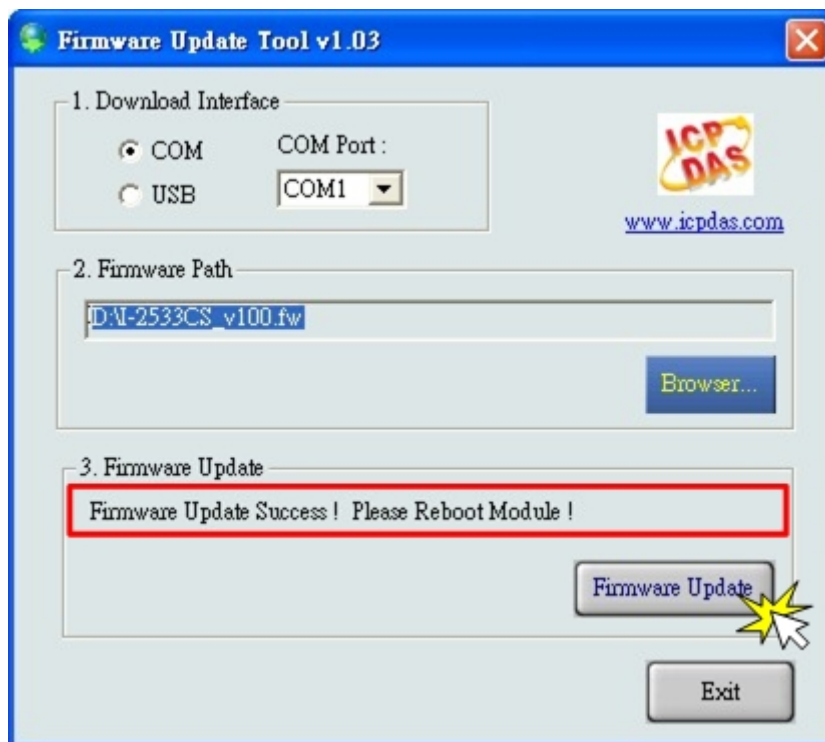 Firmware Update Tool v1.03
1. Download Interface
COM
COM Port :
USB
COM1
ICP
DAS
www.icpdas.com
2. Firmware Path
D:\I-2533CS_v100.fw
Browser...
3. Firmware Update
Firmware Update Success ! Please Reboot Module !
Firmware Update
Exit